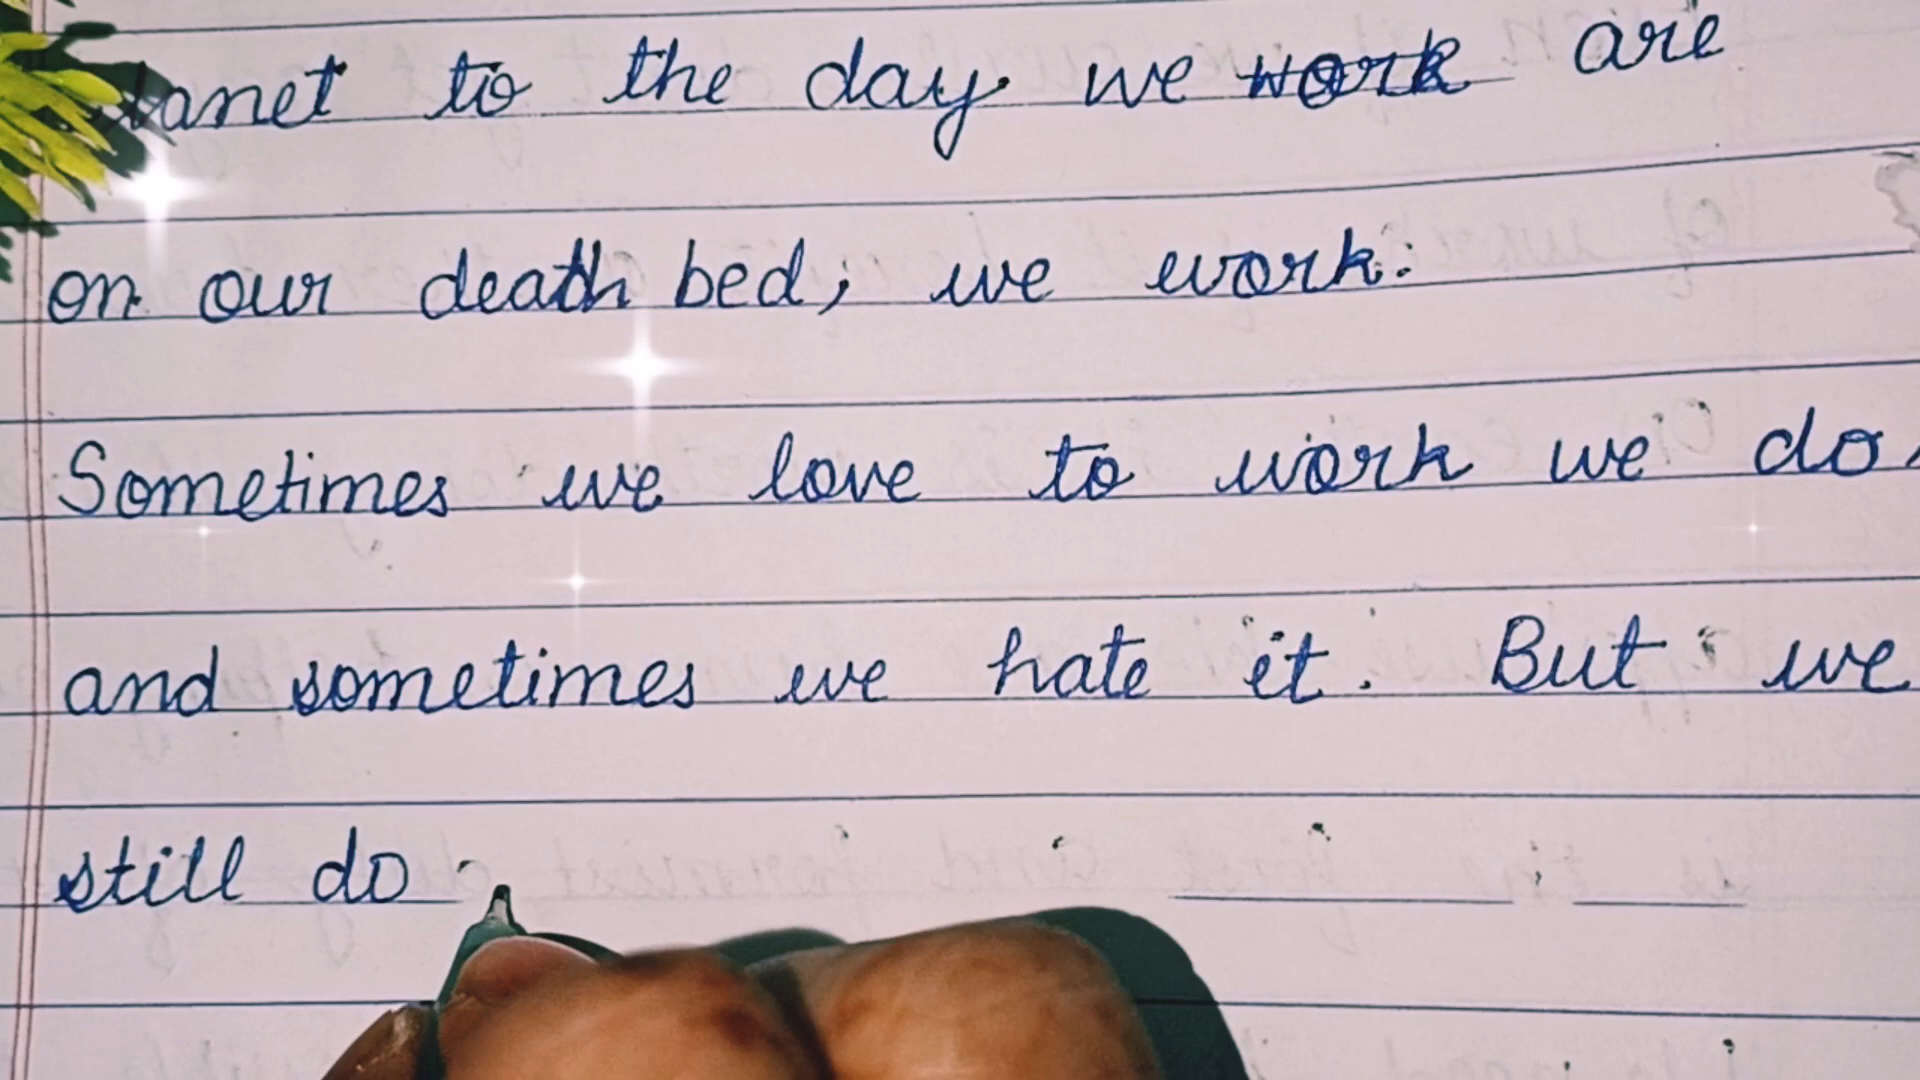 planet to the day we work are
on our death bed, we work.
Sometimes we love to work we do,
and sometimes we hate it. But we
still do